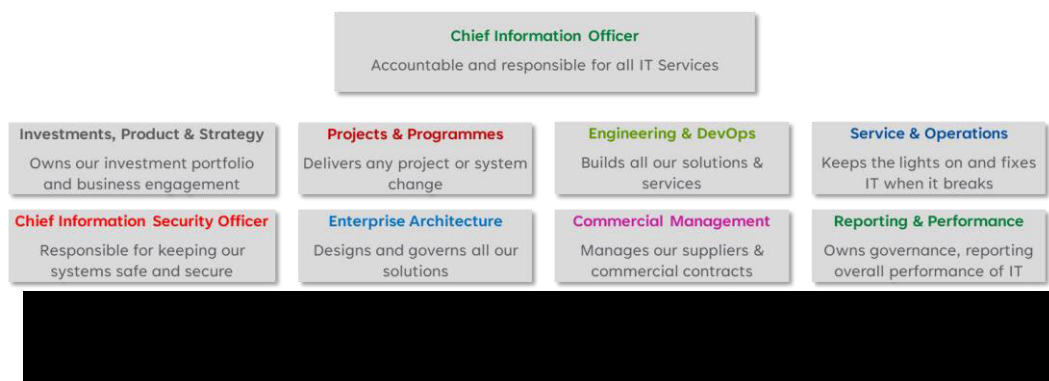 Chief Information Officer
Accountable and responsible for all IT Services
Investments, Product & Strategy
Owns our investment portfolio
and business engagement
Projects & Programmes
Delivers any project or system
change
Engineering & DevOps
Builds all our solutions &
services
Service & Operations
Keeps the lights on and fixes
IT when it breaks
Chief Information Security Officer
Responsible for keeping our
systems safe and secure
Enterprise Architecture
Designs and governs all our
solutions
Commercial Management
Manages our suppliers &
commercial contracts
Reporting & Performance
Owns governance, reporting
overall performance of IT